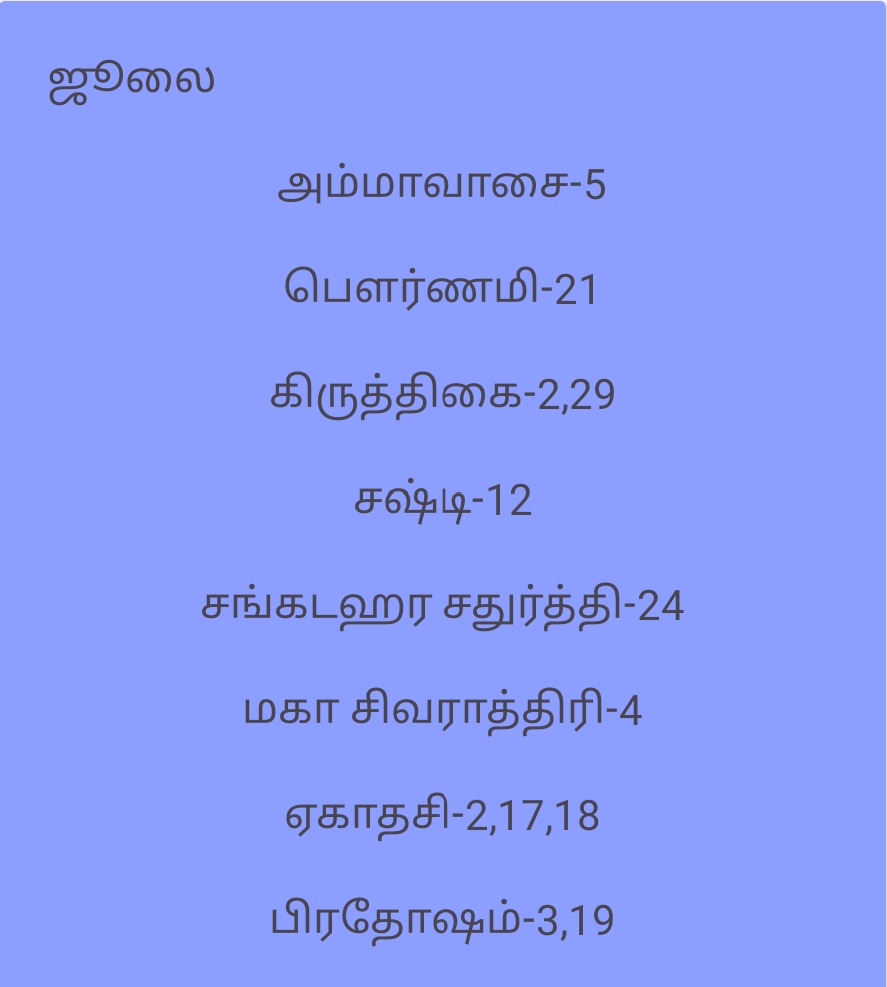 ஜூலை
அம்மாவாசை-5
பௌர்ணமி-21
கிருத்திகை-2,29
சஷ்டி-12
சங்கடஹர சதுர்த்தி-24
மகா சிவராத்திரி-4
ஏகாதசி-2,17,18
பிரதோஷம்-3,19